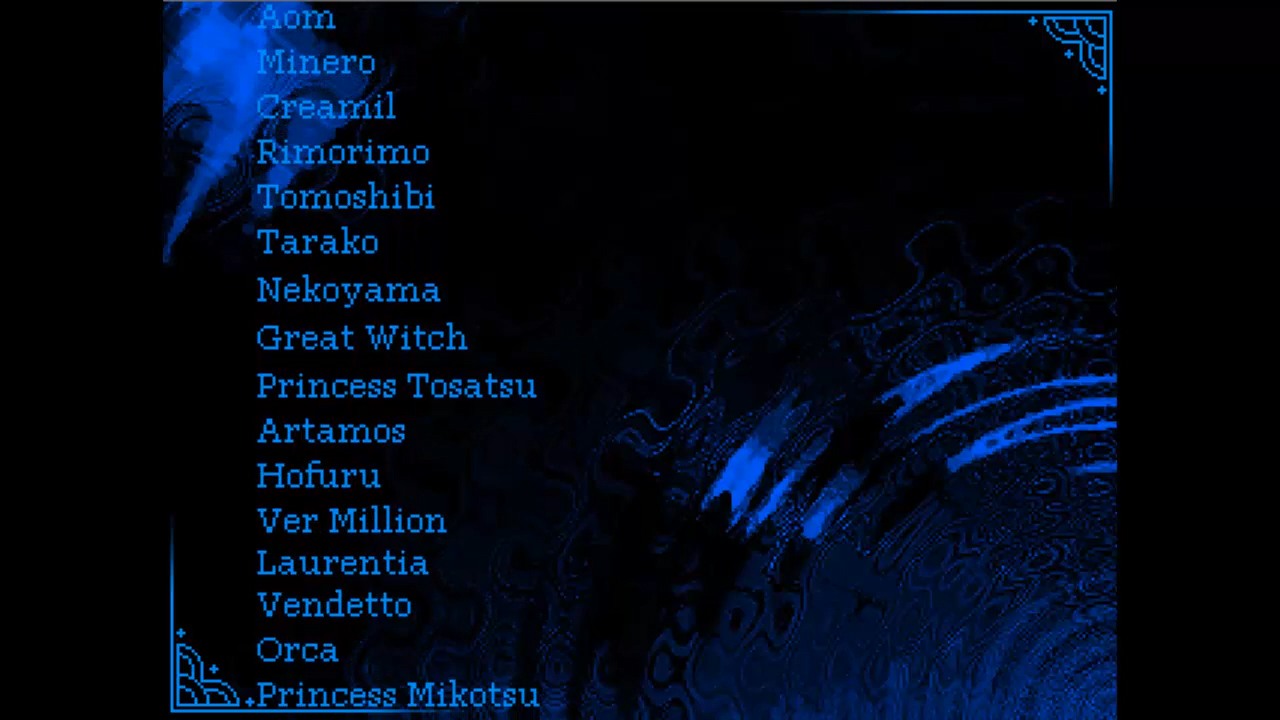 Aom
Minero
Creamil
Rimorimo
Tomoshibi
Tarako
Nekoyama
Great Witch
Princess Tosatsu
Artamos
Hofuru
Ver Million
Laurentia
Vendetto
Orca
Princess Mikotsu